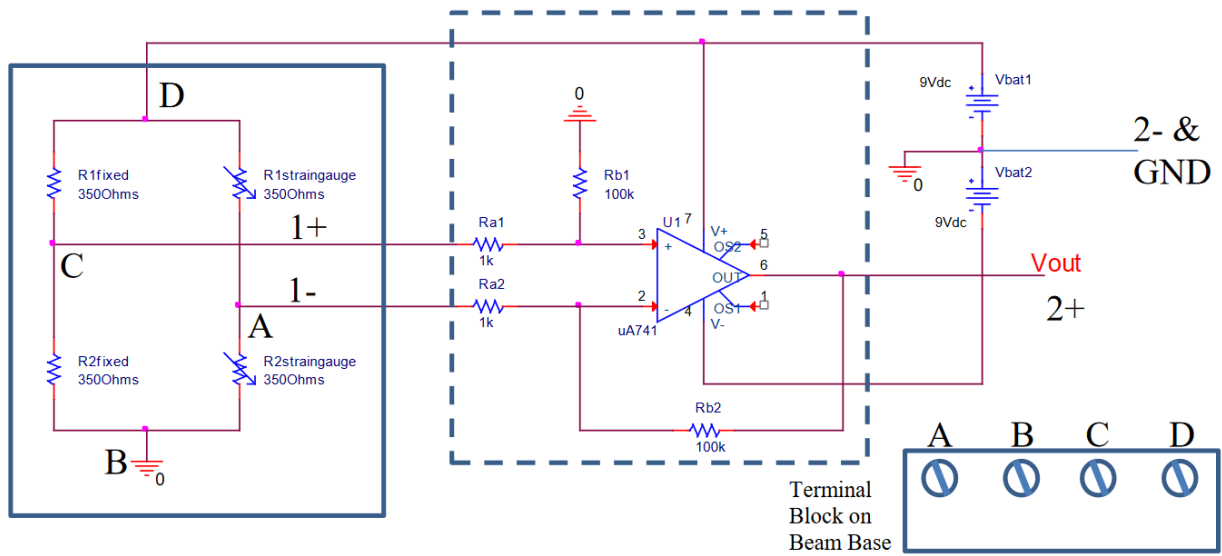 D
R1fixed
350Ohms
R1straingauge
350Ohms
1+
C
1-
A
R2fixed
350Ohms
R2straingauge
350Ohms
B
0
0
Rb1
100k
Ra1
1k
Ra2
1k
U1
7
V+
3
+
5
OS2
6
OUT
2
-
1
OS1
4
V-
uA741
Rb2
100k
9Vdc
+
-
Vbat1
0
2- &
GND
+
-
Vbat2
9Vdc
Vout
2+
A B C D
Terminal
Block on
Beam Base